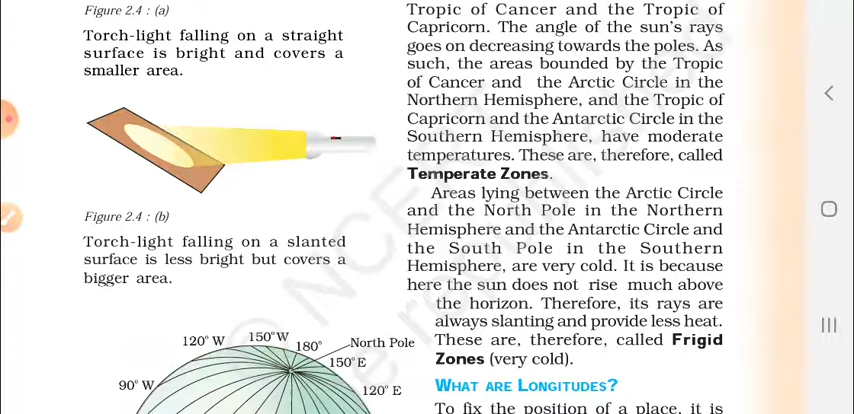 Figure 2.4 : (a)
Torch-light falling on a straight
surface is bright and covers a
smaller area.
Figure 2.4 : (b)
Torch-light falling on a slanted
surface is less bright but covers a
bigger area.
120° W
150° W
180°
North Pole
150° E
120° E
90° W
Tropic of Cancer and the Tropic of
Capricorn. The angle of the sun's rays
goes on decreasing towards the poles. As
such, the areas bounded by the Tropic
of Cancer and the Arctic Circle in the
Northern Hemisphere, and the Tropic of
Capricorn and the Antarctic Circle in the
Southern Hemisphere, have moderate
temperatures. These are, therefore, called
Temperate Zones.
Areas lying between the Arctic Circle
and the North Pole in the Northern
Hemisphere and the Antarctic Circle and
the South Pole in the Southern
Hemisphere, are very cold. It is because
here the sun does not rise much above
the horizon. Therefore, its rays are
always slanting and provide less heat.
These are, therefore, called Frigid
Zones (very cold).
WHAT ARE LONGITUDES?
To fix the position of a place, it is